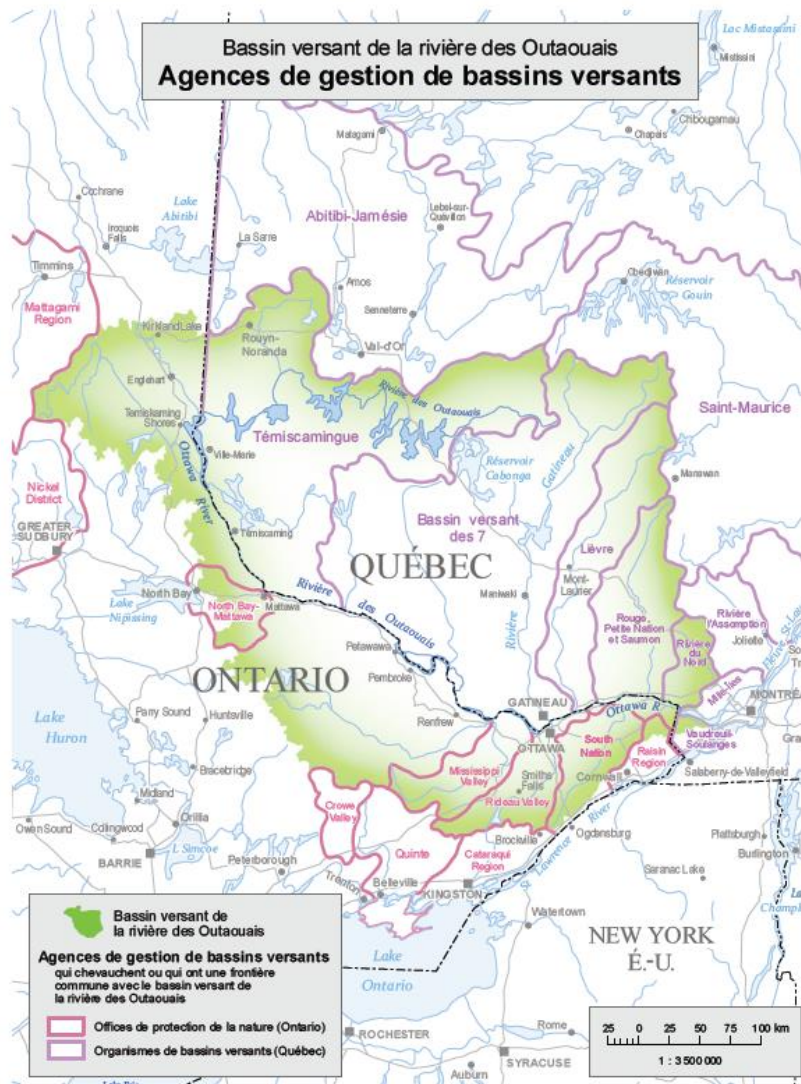 Bassin versant de la rivière des Outaouais
Agences de gestion de bassins versants
Lac Mistassini
Mistissini
Chibougamau
Chapais
Matagami
Cochrane
Lake
Abitibi
Iroquois
Falls
La Sarre
Abitibi-Jamésie
Lebel-sur-
Quévillon
Timmins
Mattagami
Region
Amos
Senneterre
Obedjiwan
Réservoir
Gouin
Kirkland Lake
Rouyn-
Noranda
Val-d'Or
Englehart
Temiskaming
Shores
Rivière des Outaouais
Témiscamingue
Saint-Maurice
Ottawa River
Ville-Marie
Réservoir
Cabonga
Gatineau
Manawan
Nickel
District
GREATER
SUDBURY
Bassin versant
des 7
Témiscaming
QUÉBEC
Lièvre
Mont-
Laurier
Maniwaki
Rivière
North Bay
Lake
Nipissing
North Bay-
Mattawa
Mattawa
Rivière des Outaouais
Rouge,
Petite Nation
et Saumon
Rivière
l'Assomption
Joliette
Rivière
du Nord
Petawawa
Pembroke
ONTARIO
Renfrew
GATINEAU
OTTAWA
Ottawa R.
Mille-Îles
Fleuve St-La
MONTRÉA
Vaudreuil-
Soulanges
Lake
Huron
Parry Sound
Huntsville
Bracebridge
Mississippi
Valley
Smiths
Falls
Rideau Valley
South
Nation
Raisin
Region
Cornwall
Salaberry-de-Valleyfield
Gra
Midland
Orillia
Owen Sound
Collingwood
BARRIE
L Simcoe
Peterborough
Crowe
Valley
Quinte
Cataraqui
Region
Brockville
Ogdensburg
St. Lawrence River
Plattsburgh
Burlington
Saranac Lake
Trenton
Belleville
KINGSTON
Watertown
Champl
Lake
Ontario
NEW YORK
É.-U.
Bassin versant de
la rivière des Outaouais
Agences de gestion de bassins versants
qui chevauchent ou qui ont une frontière
commune avec le bassin versant de
la rivière des Outaouais
Offices de protection de la nature (Ontario)
Organismes de bassins versants (Québec)
ROCHESTER
Rome
SYRACUSE
Auburn
25 0 25 50 75 100 km
1 : 3 500 000